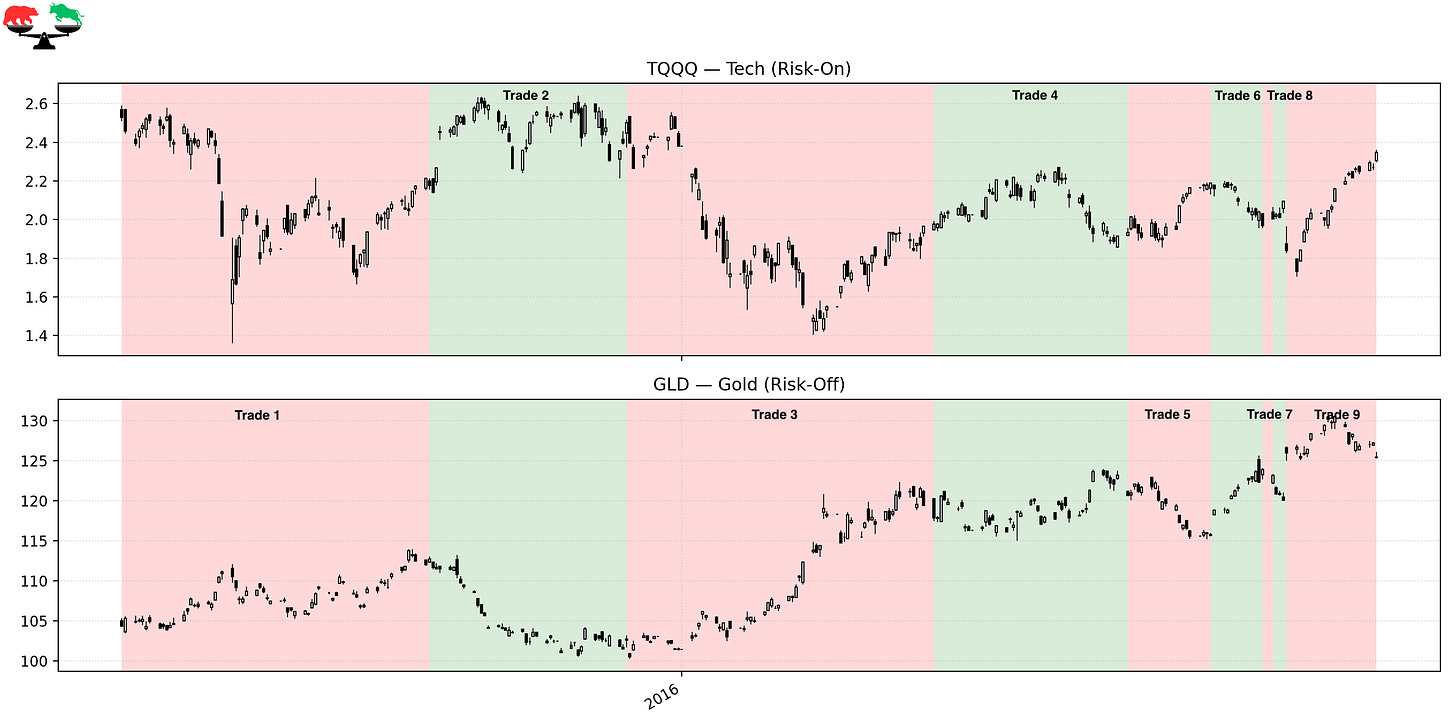 TQQQ — Tech (Risk-On)
Trade 2
Trade 4
Trade 6
Trade 8
2.6
2.4
2.2
2.0
1.8
1.6
1.4
GLD — Gold (Risk-Off)
Trade 1
Trade 3
Trade 5
Trade 7
Trade 9
130
125
120
115
110
105
100
2016